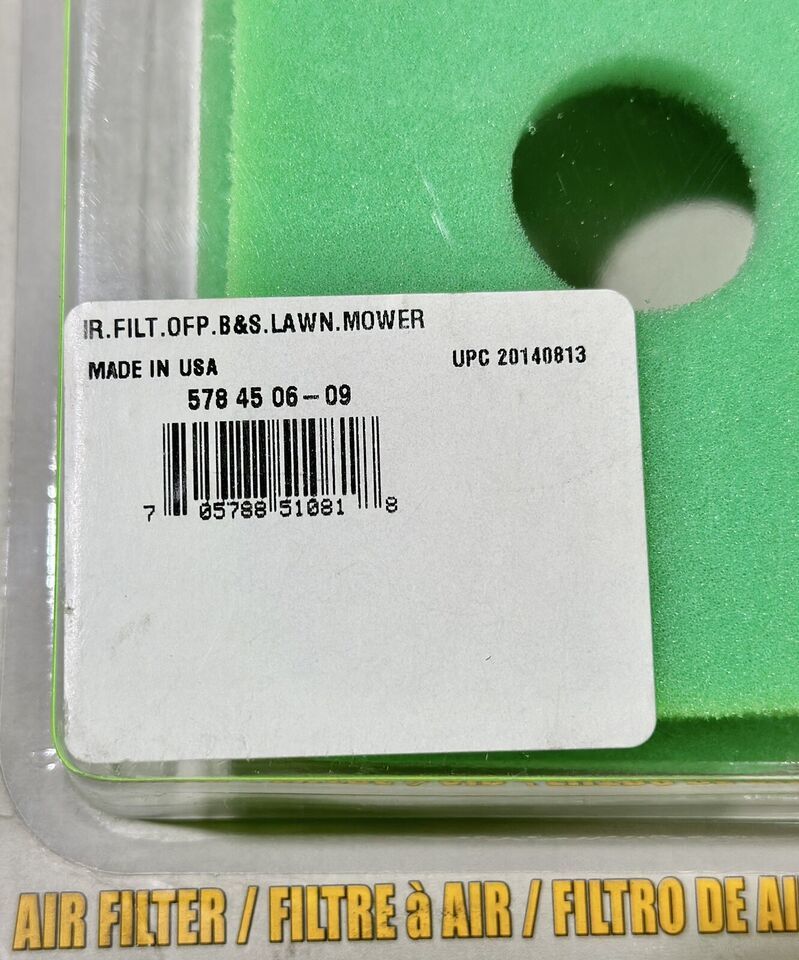 IR.FILT.OFP.B&S.LAWN.MOWER
MADE IN USA
UPC 20140813
578 45 06-09
7 05788 51081 8
AIR FILTER / FILTRE à AIR / FILTRO DE AI